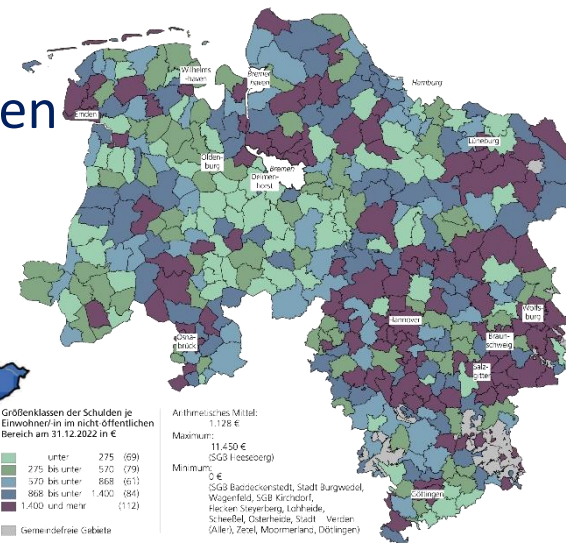 en
Wilhelms
-haven
Bremer
haven
Hamburg
Emden
Lüneburg
Olden-
burg
Bremen
Delmen-
horst
Wolfs-
burg
Hannover
Braun-
schweig
Osna-
brück
Salz-
gitter
Göttingen
Größenklassen der Schulden je
Einwohner/-in im nicht-öffentlichen
Bereich am 31.12.2022 in €
unter 275 (69)
275 bis unter 570 (79)
570 bis unter 868 (61)
868 bis unter 1.400 (84)
1.400 und mehr (112)
Gemeindefreie Gebiete
Arithmetisches Mittel:
1.128 €
Maximum:
11.450 €
(SGB Heeseberg)
Minimum:
0 €
(SGB Baddeckenstedt, Stadt Burgwedel,
Wagenfeld, SGB Kirchdorf,
Flecken Steyerberg, Lohheide,
Scheeßel, Osterheide, Stadt Verden
(Aller), Zetel, Moormerland, Dötlingen)